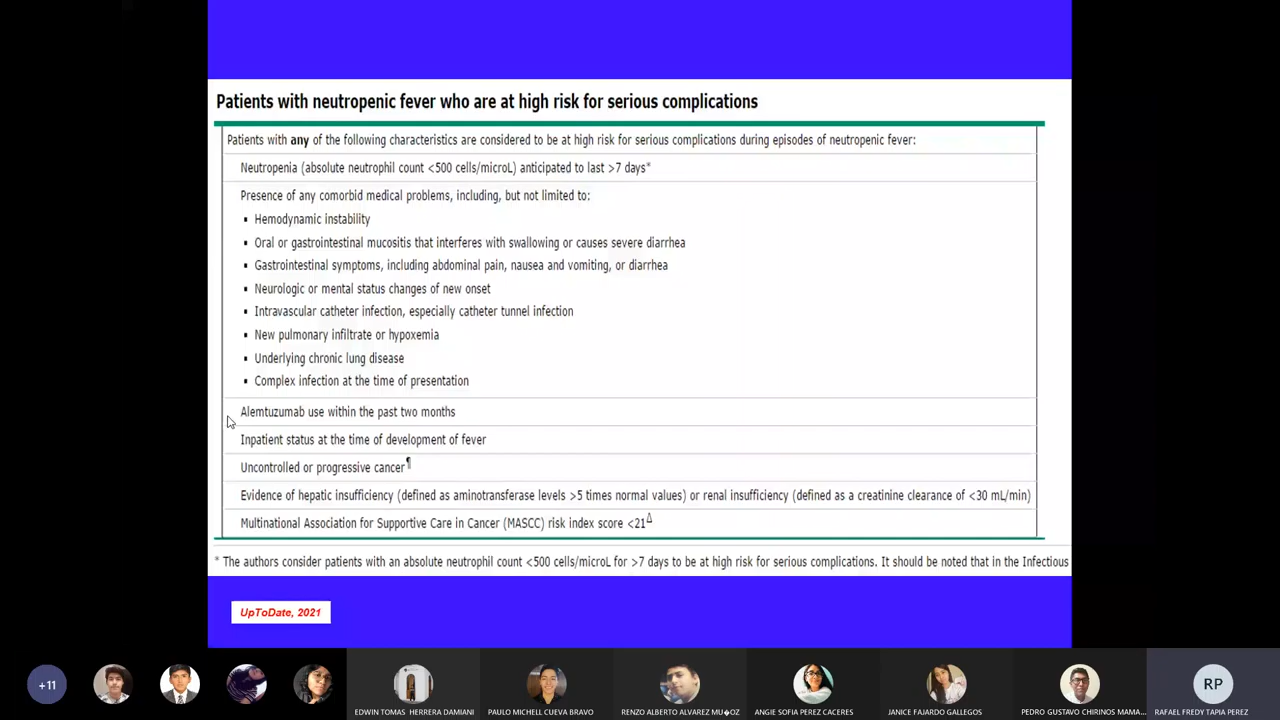 Patients with neutropenic fever who are at high risk for serious complications
Patients with any of the following characteristics are considered to be at high risk for serious complications during episodes of neutropenic fever:
Neutropenia (absolute neutrophil count <500 cells/microL) anticipated to last >7 days*
Presence of any comorbid medical problems, including, but not limited to:
▪ Hemodynamic instability
▪ Oral or gastrointestinal mucositis that interferes with swallowing or causes severe diarrhea
▪ Gastrointestinal symptoms, including abdominal pain, nausea and vomiting, or diarrhea
▪ Neurologic or mental status changes of new onset
▪ Intravascular catheter infection, especially catheter tunnel infection
▪ New pulmonary infiltrate or hypoxemia
▪ Underlying chronic lung disease
▪ Complex infection at the time of presentation
Alemtuzumab use within the past two months
Inpatient status at the time of development of fever
Uncontrolled or progressive cancer¶
Evidence of hepatic insufficiency (defined as aminotransferase levels >5 times normal values) or renal insufficiency (defined as a creatinine clearance of <30 mL/min)
Multinational Association for Supportive Care in Cancer (MASCC) risk index score <21Δ
* The authors consider patients with an absolute neutrophil count <500 cells/microL for >7 days to be at high risk for serious complications. It should be noted that in the Infectious
UpToDate, 2021
+11
EDWIN TOMAS HERRERA DAMIANI
PAULO MICHELL CUEVA BRAVO
RENZO ALBERTO ALVAREZ MU�OZ
ANGIE SOFIA PEREZ CACERES
JANICE FAJARDO GALLEGOS
PEDRO GUSTAVO CHIRINOS MAMA...
RP
RAFAEL FREDY TAPIA PEREZ